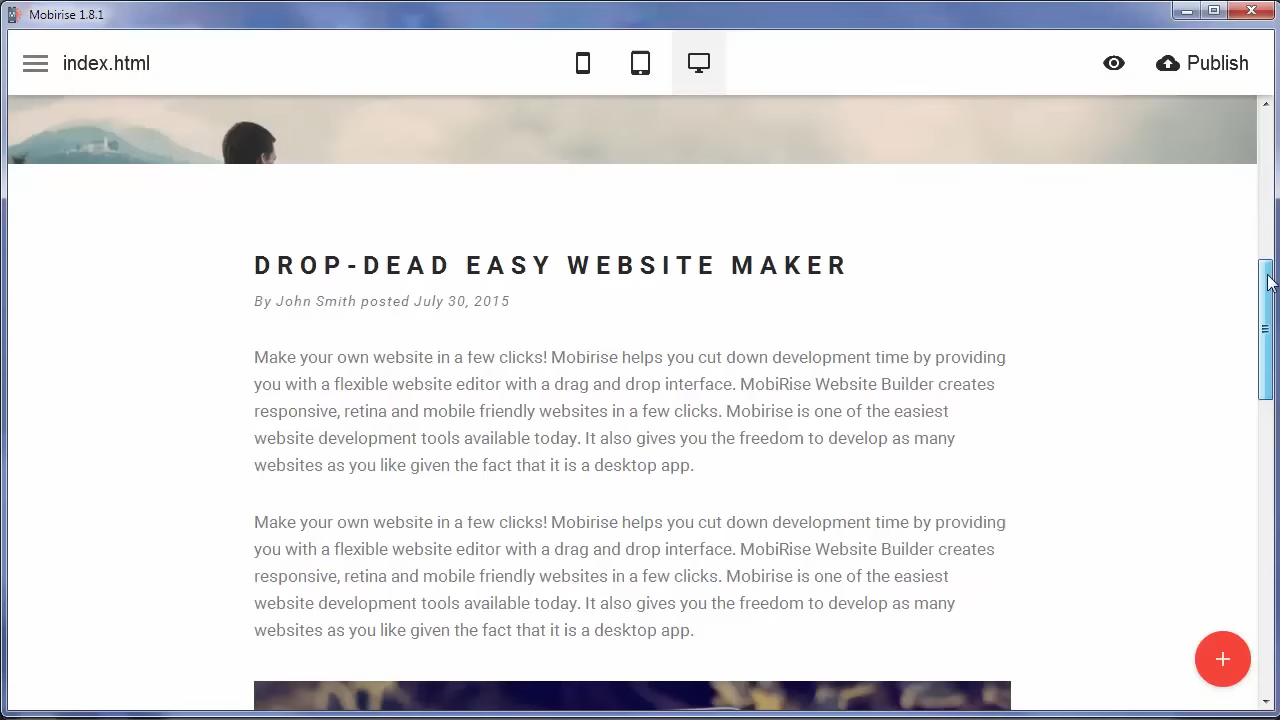 Mobirise 1.8.1
index.html
Publish
DROP-DEAD EASY WEBSITE MAKER
By John Smith posted July 30, 2015
Make your own website in a few clicks! Mobirise helps you cut down development time by providing
you with a flexible website editor with a drag and drop interface. MobiRise Website Builder creates
responsive, retina and mobile friendly websites in a few clicks. Mobirise is one of the easiest
website development tools available today. It also gives you the freedom to develop as many
websites as you like given the fact that it is a desktop app.
Make your own website in a few clicks! Mobirise helps you cut down development time by providing
you with a flexible website editor with a drag and drop interface. MobiRise Website Builder creates
responsive, retina and mobile friendly websites in a few clicks. Mobirise is one of the easiest
website development tools available today. It also gives you the freedom to develop as many
websites as you like given the fact that it is a desktop app.